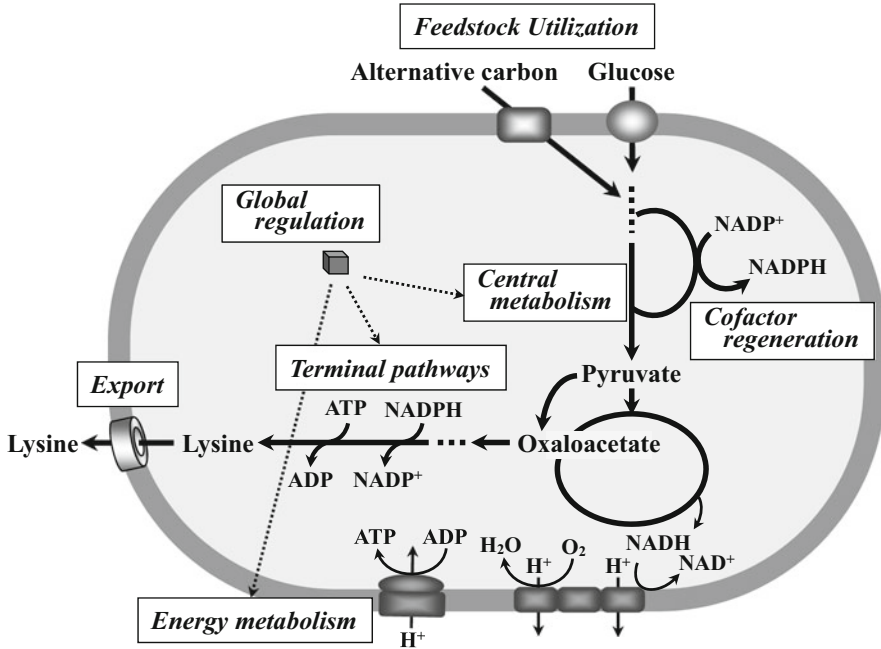 Feedstock Utilization
Alternative carbon
Glucose
Global
regulation
NADP⁺
NADPH
Central
metabolism
Cofactor
regeneration
Terminal pathways
Pyruvate
Export
ATP
NADPH
Lysine
Lysine
Oxaloacetate
ADP
NADP⁺
ATP
ADP
H₂O
O₂
NADH
NAD⁺
H⁺
H⁺
Energy metabolism
H⁺